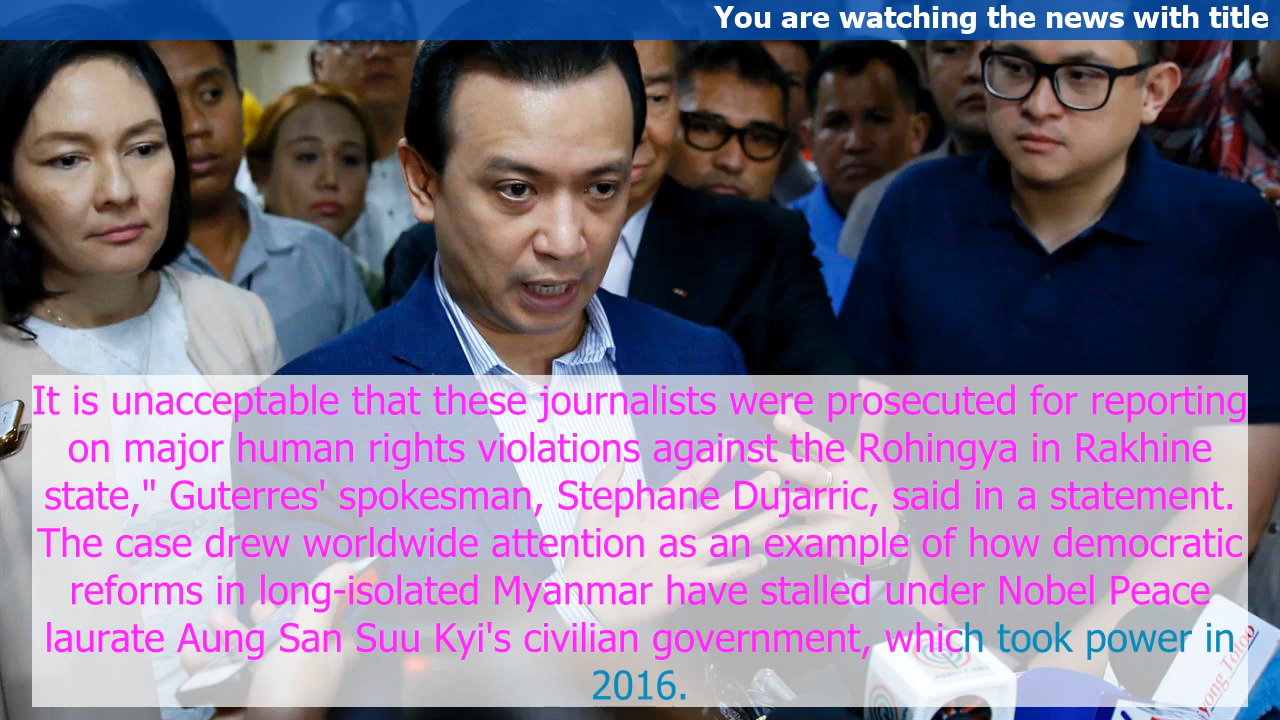 You are watching the news with title
It is unacceptable that these journalists were prosecuted for reporting
on major human rights violations against the Rohingya in Rakhine
state," Guterres' spokesman, Stephane Dujarric, said in a statement.
The case drew worldwide attention as an example of how democratic
reforms in long-isolated Myanmar have stalled under Nobel Peace
laurate Aung San Suu Kyi's civilian government, which took power in
2016.